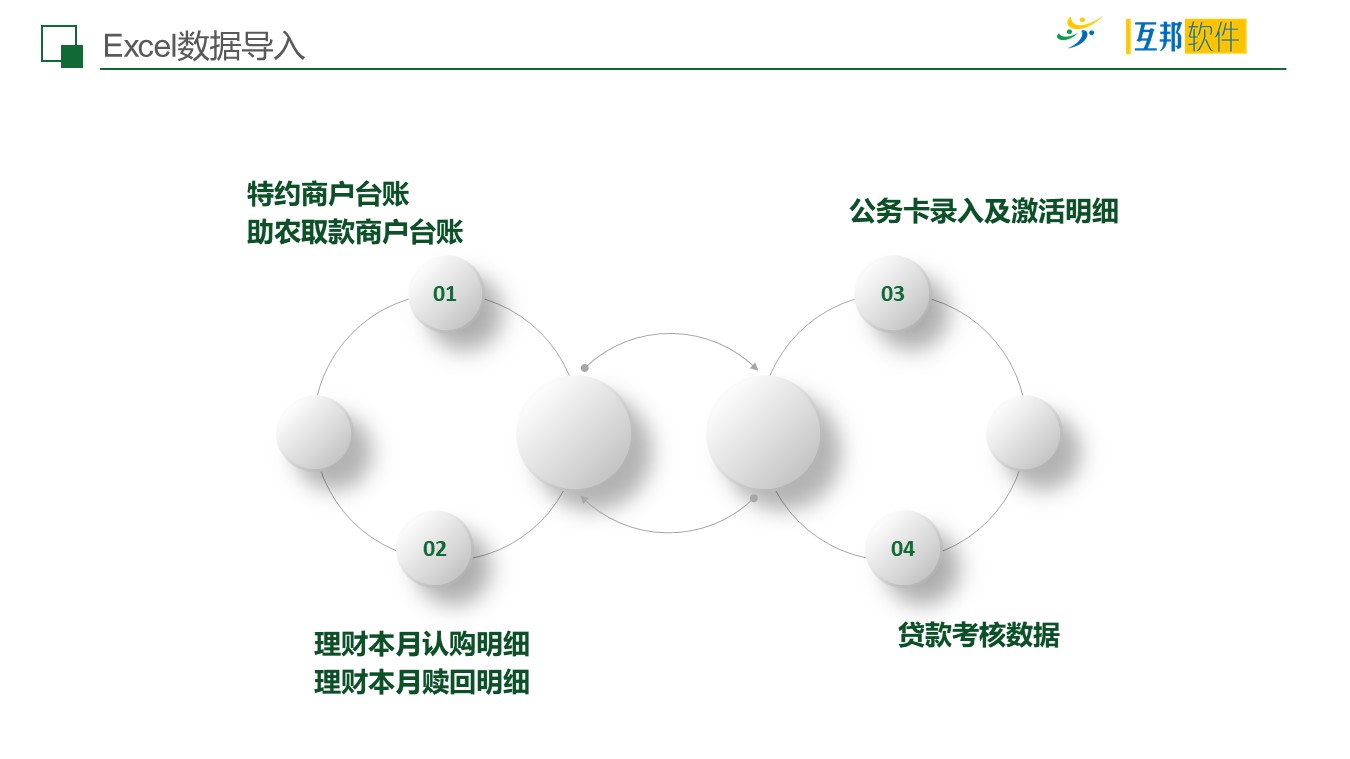 Excel数据导入
互邦软件
特约商户台账
助农取款商户台账
公务卡录入及激活明细
01
03
02
04
理财本月认购明细
理财本月赎回明细
贷款考核数据